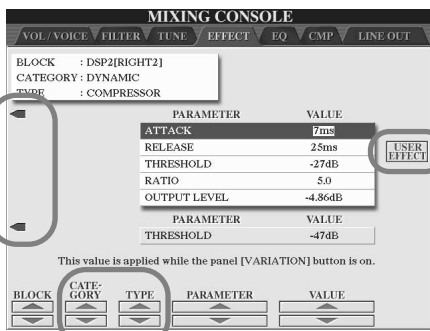 MIXING CONSOLE
VOL/VOICE FILTER TUNE EFFECT EQ CMP LINE OUT
BLOCK : DSP2[RIGHT2]
CATEGORY : DYNAMIC
TYPE : COMPRESSOR
PARAMETER VALUE
ATTACK 7ms
RELEASE 25ms
THRESHOLD -27dB
RATIO 5.0
OUTPUT LEVEL -4.86dB
USER EFFECT
PARAMETER VALUE
THRESHOLD -47dB
This value is applied while the panel [VARIATION] button is on.
BLOCK CATE-GORY TYPE PARAMETER VALUE